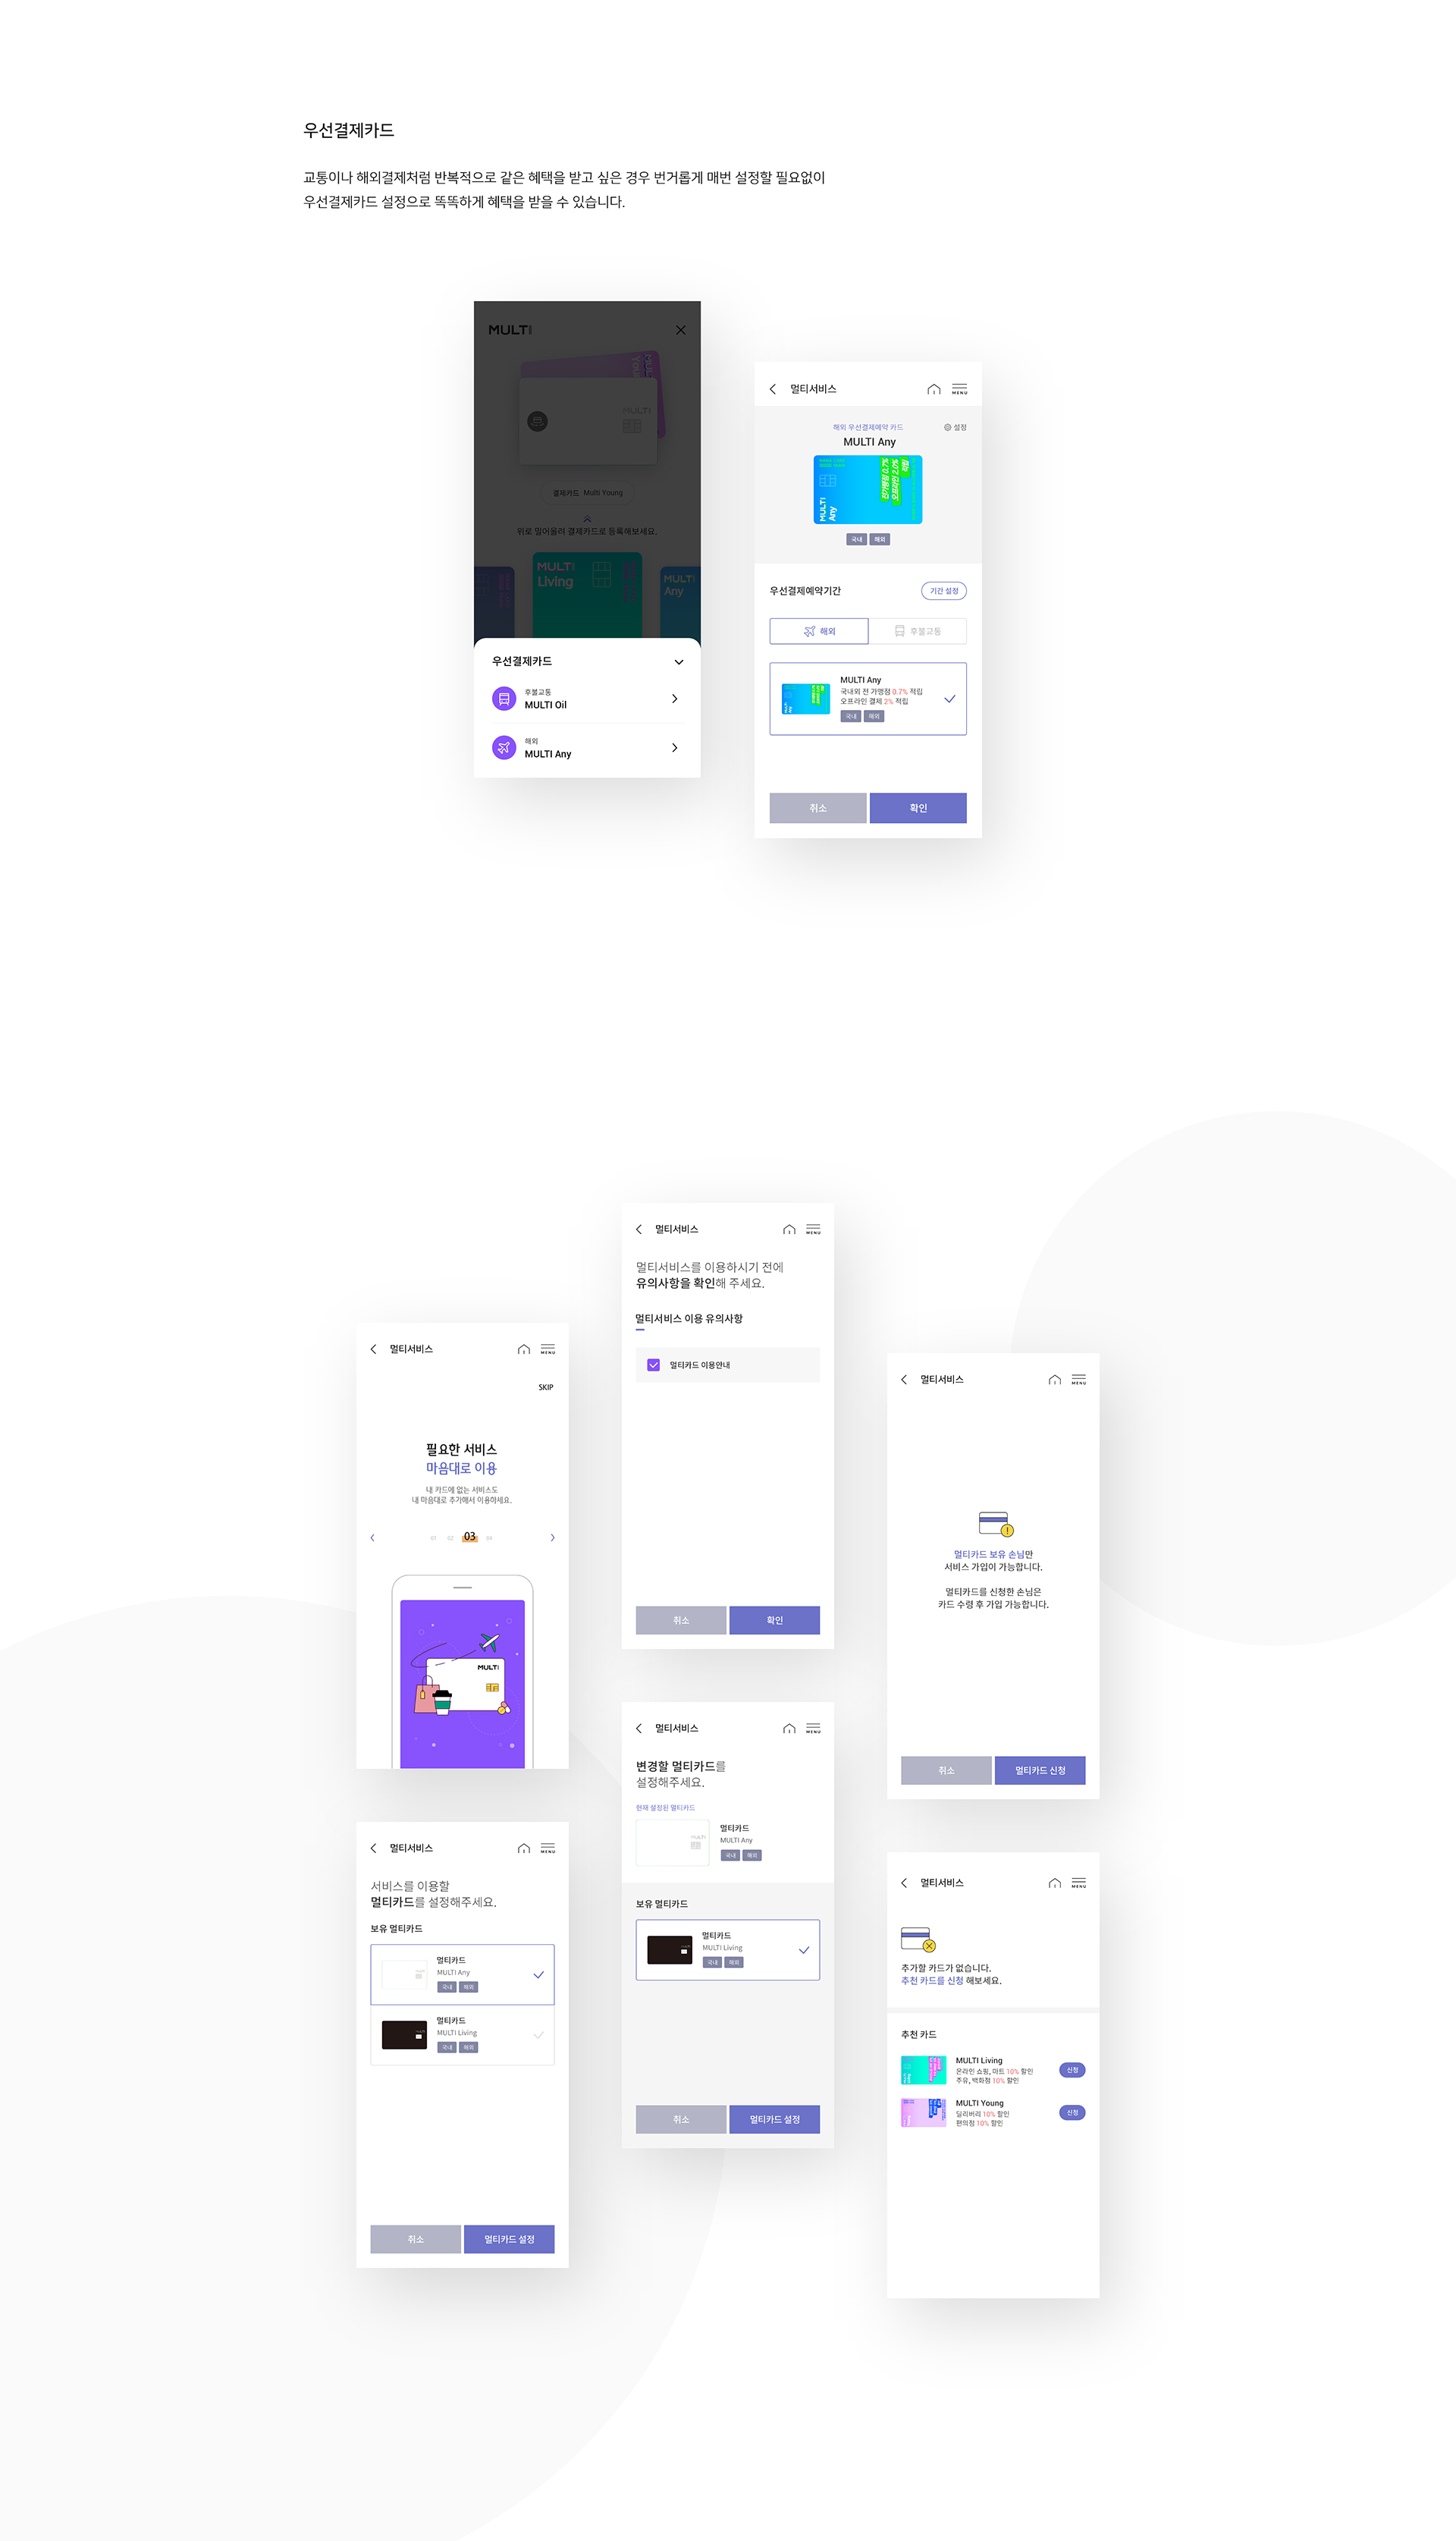 우선결제카드
교통이나 해외결제처럼 반복적으로 같은 혜택을 받고 싶은 경우 번거롭게 매번 설정할 필요없이
우선결제카드 설정으로 똑똑하게 혜택을 받을 수 있습니다.
MULTI
MULTI
You
MULTI
결제카드 Multi Young
위로 밀어올려 결제카드로 등록해보세요.
MULTI
Living
MULTI
Any
우선결제카드
후불교통
MULTI Oil
해외
MULTI Any
멀티서비스
MENU
해외 우선결제예약 카드
설정
MULTI Any
전가맹점 0.7%
오프라인 2.0%
적립
MULTI
Any
국내 해외
우선결제예약기간
기간 설정
해외
후불교통
MULTI Any
국내외 전 가맹점 0.7% 적립
오프라인 결제 2% 적립
국내 해외
취소
확인
멀티서비스
MENU
멀티서비스를 이용하시기 전에
유의사항을 확인해 주세요.
멀티서비스 이용 유의사항
멀티카드 이용안내
취소
확인
멀티서비스
MENU
SKIP
필요한 서비스
마음대로 이용
내 카드에 없는 서비스도
내 마음대로 추가해서 이용하세요.
01 02 03 04
MULTI
멀티서비스
MENU
멀티카드 보유 손님만
서비스 가입이 가능합니다.
멀티카드를 신청한 손님은
카드 수령 후 가입 가능합니다.
취소
멀티카드 신청
멀티서비스
MENU
변경할 멀티카드를
설정해주세요.
현재 설정된 멀티카드
MULTI
멀티카드
MULTI Any
국내 해외
보유 멀티카드
멀티카드
MULTI Living
국내 해외
취소
멀티카드 설정
멀티서비스
MENU
서비스를 이용할
멀티카드를 설정해주세요.
보유 멀티카드
멀티카드
MULTI Any
국내 해외
멀티카드
MULTI Living
국내 해외
취소
멀티카드 설정
멀티서비스
MENU
추가할 카드가 없습니다.
추천 카드를 신청 해보세요.
추천 카드
MULTI Living
온라인 쇼핑, 마트 10% 할인
주유, 백화점 10% 할인
신청
MULTI Young
딜리버리 10% 할인
편의점 10% 할인
신청